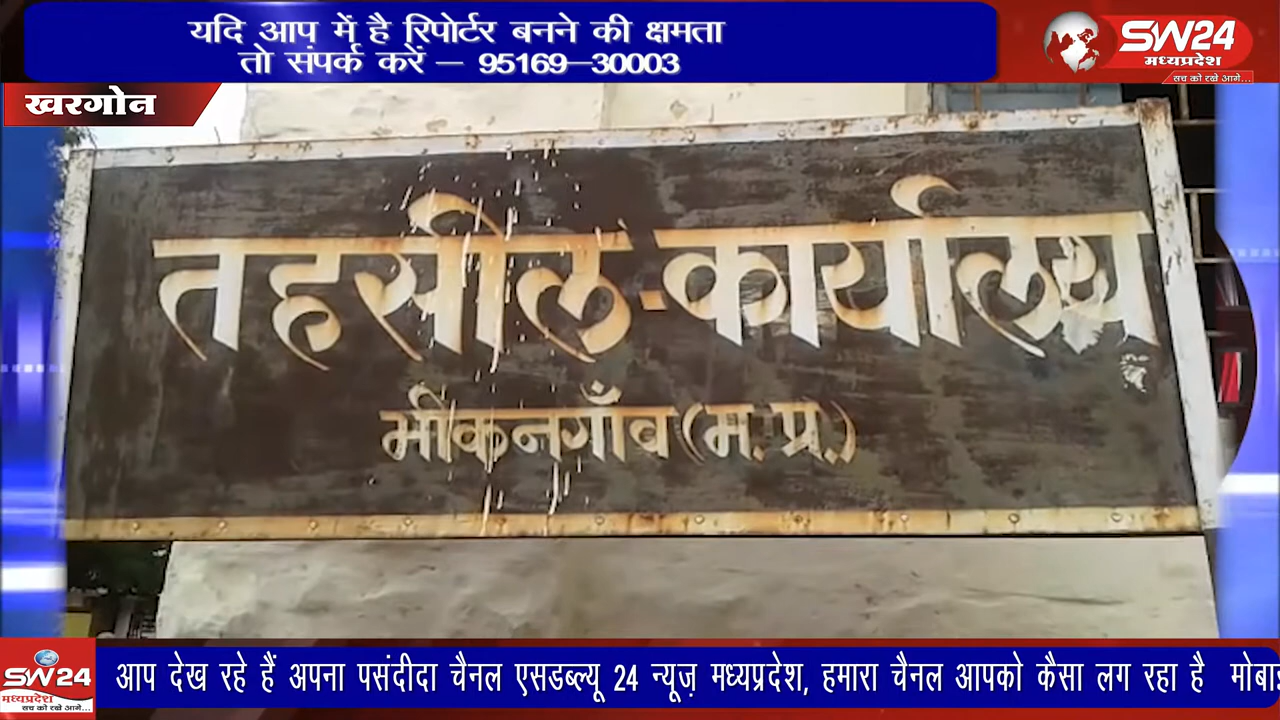 यदि आप में है रिपोर्टर बनने की क्षमता
तो संपर्क करें – 95169–30003
SW24
मध्यप्रदेश
सच को रखे आगे...
खरगोन
तहसील-कार्यालय
भीकनगाँव (म. प्र.)
SW24
मध्यप्रदेश
सच को रखे आगे...
आप देख रहे हैं अपना पसंदीदा चैनल एसडब्ल्यू 24 न्यूज़ मध्यप्रदेश, हमारा चैनल आपको कैसा लग रहा है